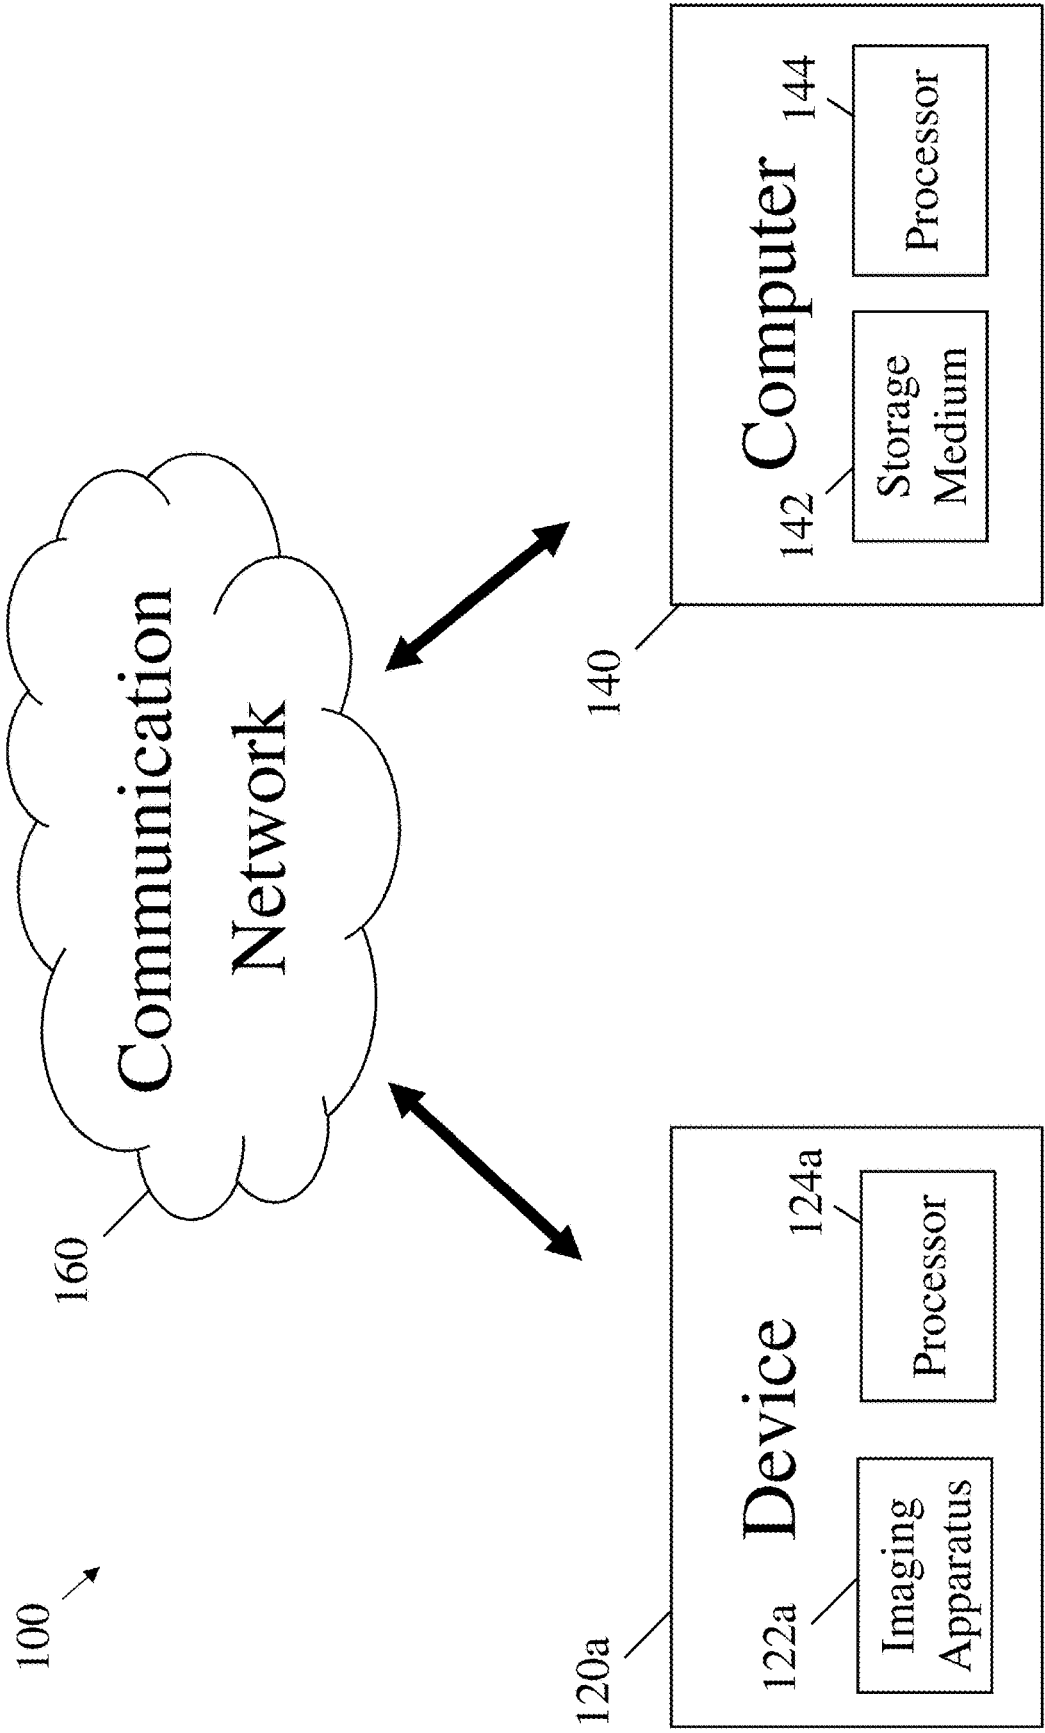 100
160
Communication
Network
120a
Device
122a
124a
Imaging
Apparatus
Processor
140
Computer
142
144
Storage
Medium
Processor